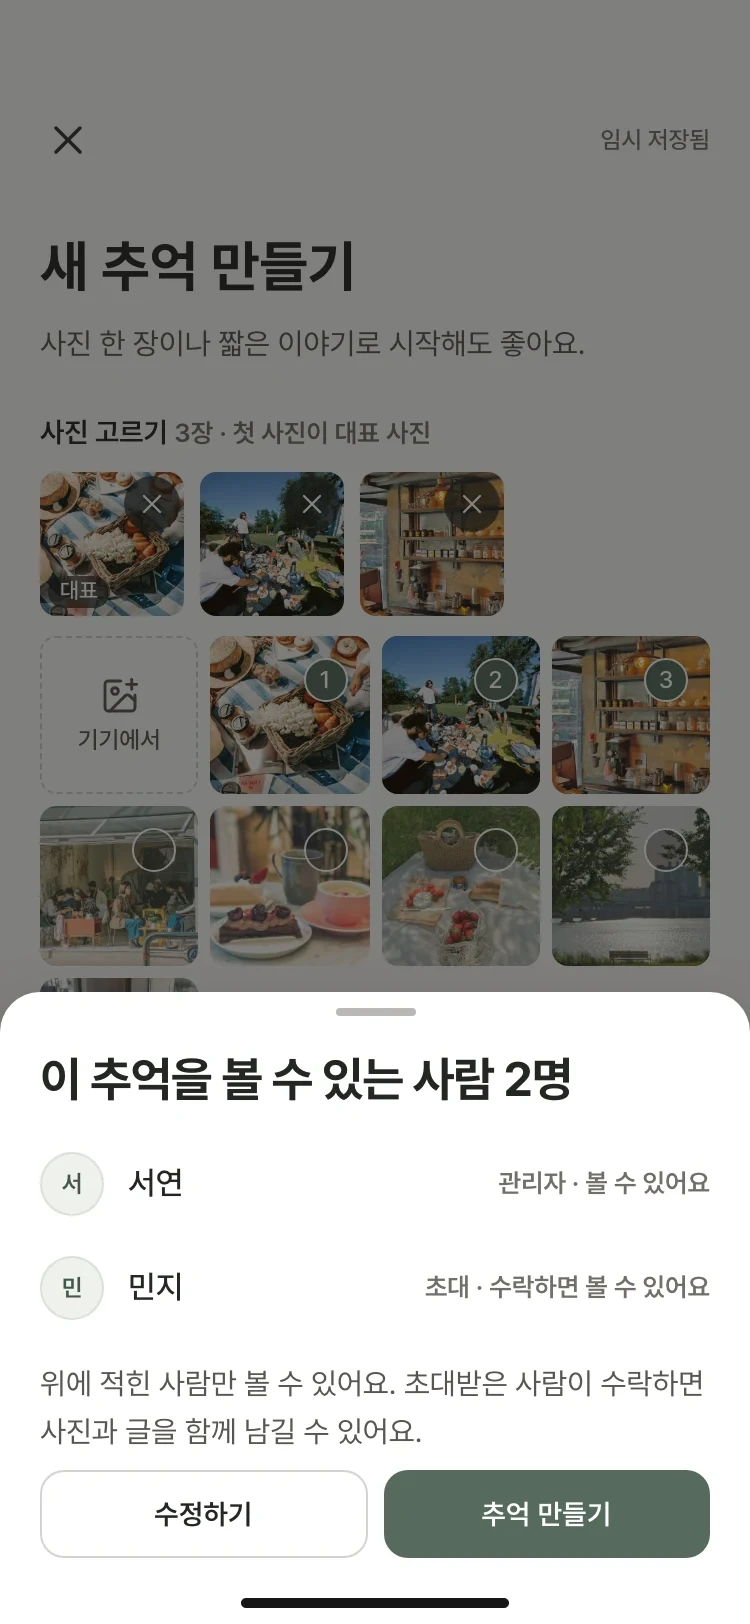 임시 저장됨
새 추억 만들기
사진 한 장이나 짧은 이야기로 시작해도 좋아요.
사진 고르기 3장 · 첫 사진이 대표 사진
대표
기기에서
1
2
3
이 추억을 볼 수 있는 사람 2명
서 서연 관리자 · 볼 수 있어요
민 민지 초대 · 수락하면 볼 수 있어요
위에 적힌 사람만 볼 수 있어요. 초대받은 사람이 수락하면
사진과 글을 함께 남길 수 있어요.
수정하기
추억 만들기